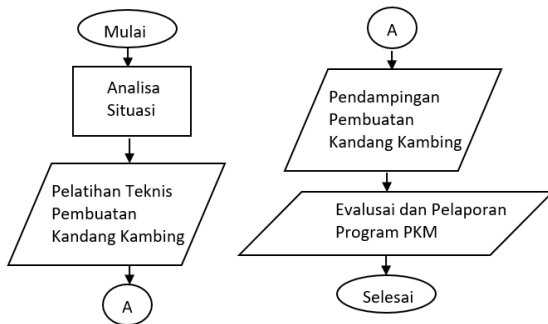 Mulai
Analisa
Situasi
Pelatihan Teknis
Pembuatan
Kandang Kambing
A
A
Pendampingan
Pembuatan
Kandang Kambing
Evalusai dan Pelaporan
Program PKM
Selesai